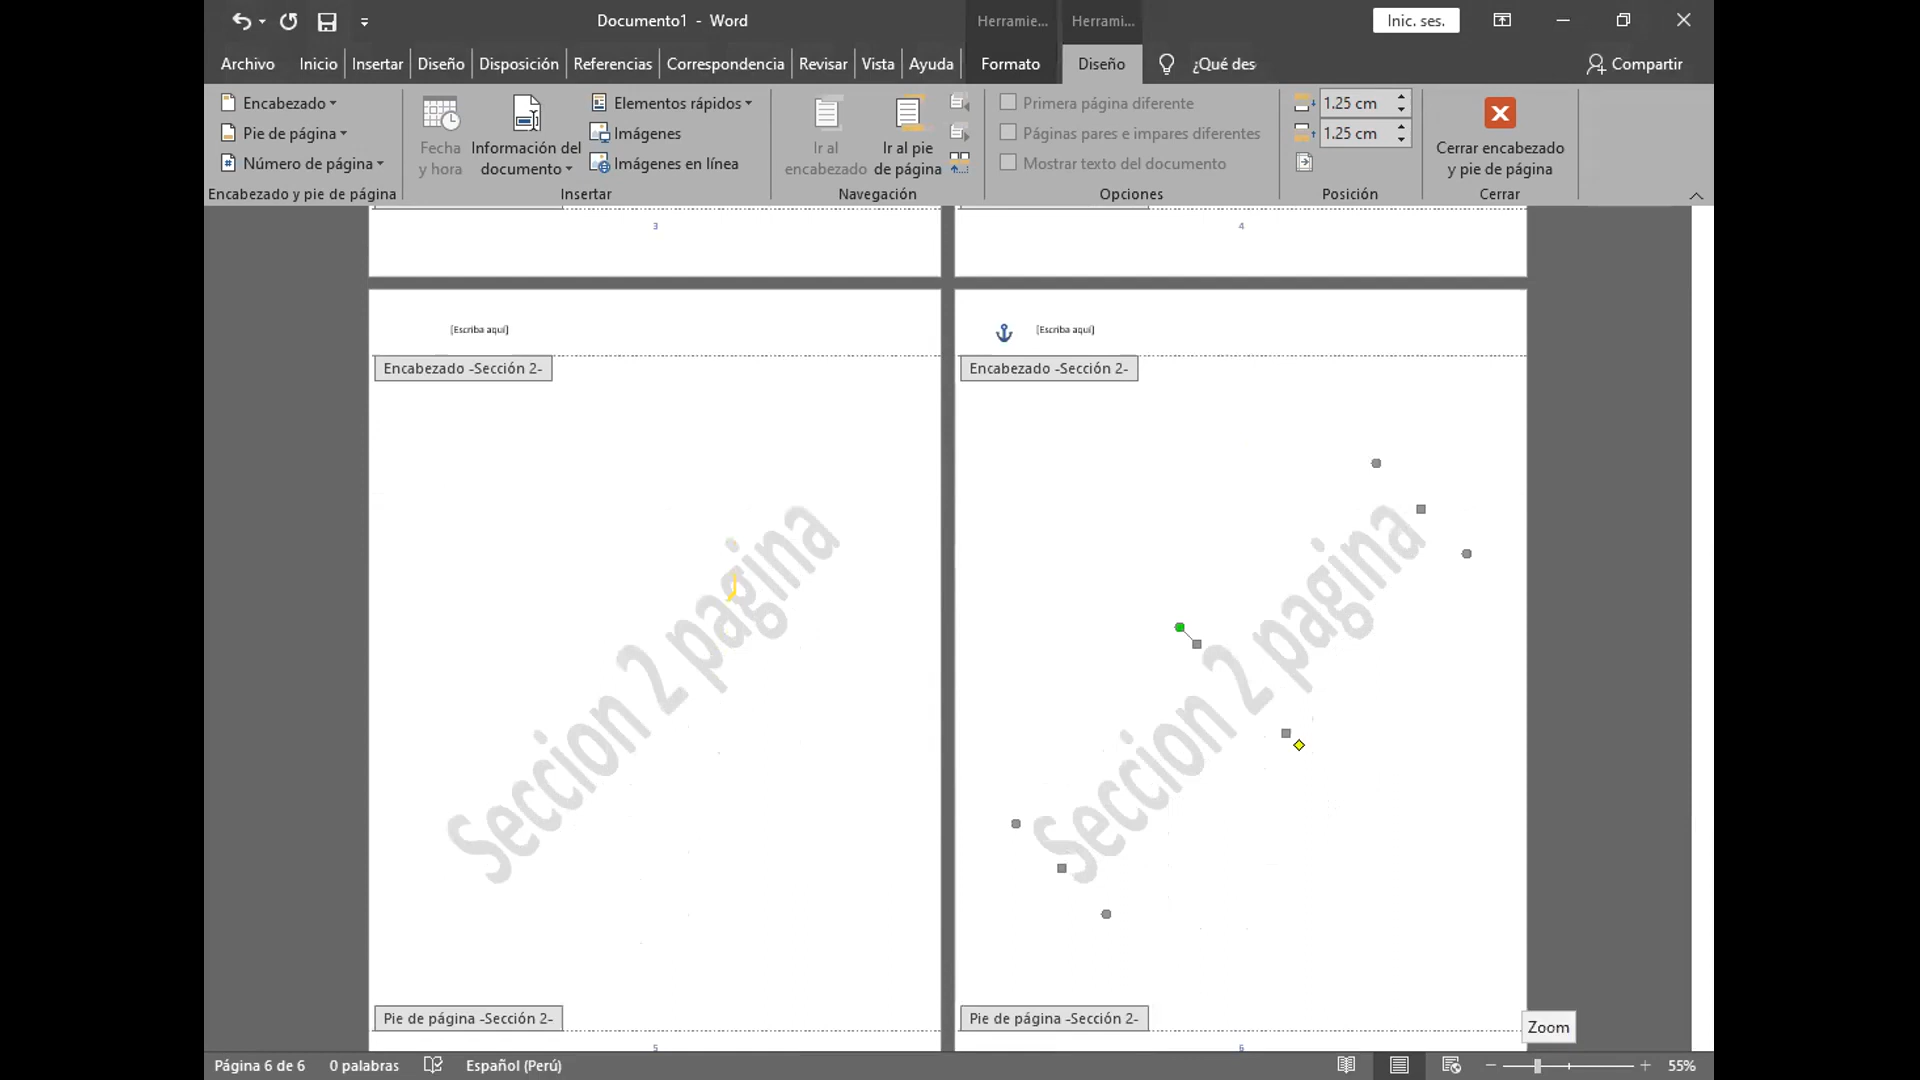 Documento1 - Word
Herramie...
Herrami...
Inic. ses.
Archivo
Inicio
Insertar
Diseño
Disposición
Referencias
Correspondencia
Revisar
Vista
Ayuda
Formato
Diseño
¿Qué des
Compartir
Encabezado
Pie de página
Número de página
Encabezado y pie de página
Fecha
y hora
Información del
documento
Elementos rápidos
Imágenes
Imágenes en línea
Insertar
Ir al
encabezado
Ir al pie
de página
Navegación
Primera página diferente
Páginas pares e impares diferentes
Mostrar texto del documento
Opciones
1.25 cm
1.25 cm
Posición
Cerrar encabezado
y pie de página
Cerrar
3
4
[Escriba aquí]
[Escriba aquí]
Encabezado -Sección 2-
Encabezado -Sección 2-
Seccion 2 pagina
Seccion 2 pagina
Pie de página -Sección 2-
Pie de página -Sección 2-
5
6
Zoom
Página 6 de 6
0 palabras
Español (Perú)
55%